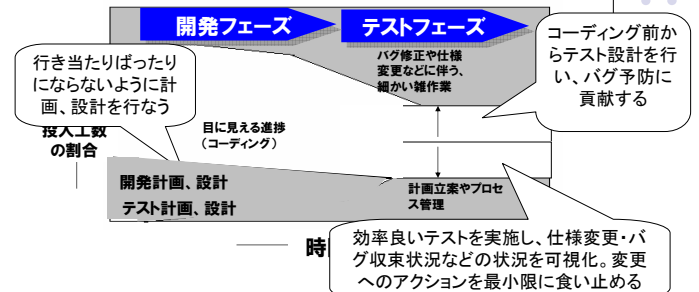 開発フェーズ
テストフェーズ
コーディング前か
らテスト設計を行
い、バグ予防に
貢献する
行き当たりばったり
にならないように計
画、設計を行なう
バグ修正や仕様
変更などに伴う、
細かい雑作業
投入工数
の割合
目に見える進捗
(コーディング)
開発計画、設計
テスト計画、設計
計画立案やプロセ
ス管理
時
効率良いテストを実施し、仕様変更・バ
グ収束状況などの状況を可視化。変更
へのアクションを最小限に食い止める